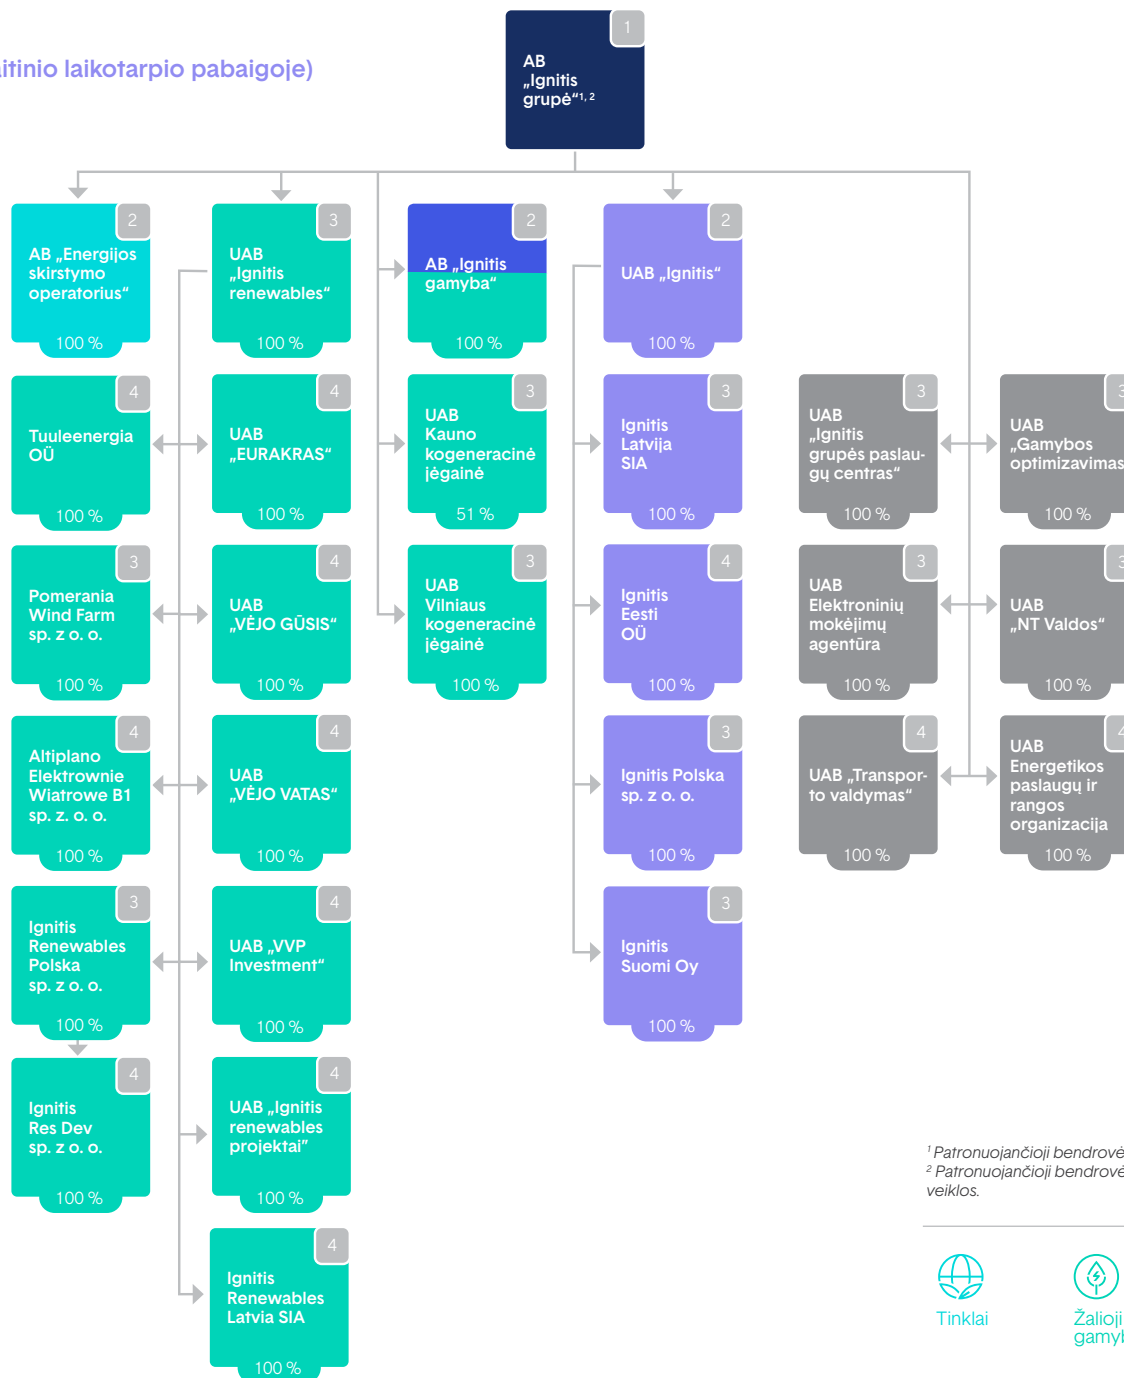 aitinio laikotarpio pabaigoje)
1
AB
„Ignitis
grupė“1, 2
2
AB „Energijos
skirstymo
operatorius“
100 %
3
UAB
„Ignitis
renewables“
100 %
2
AB „Ignitis
gamyba“
100 %
2
UAB „Ignitis“
100 %
4
Tuuleenergia
OÜ
100 %
4
UAB
„EURAKRAS“
100 %
3
UAB
Kauno
kogeneracinė
jėgainė
51 %
3
Ignitis
Latvija
SIA
100 %
3
UAB
„Ignitis
grupės paslau-
gų centras“
100 %
3
UAB
„Gamybos
optimizavimas
100 %
3
Pomerania
Wind Farm
sp. z o. o.
100 %
4
UAB
„VĖJO GŪSIS“
100 %
3
UAB
Vilniaus
kogeneracinė
jėgainė
100 %
4
Ignitis
Eesti
OÜ
100 %
3
UAB
Elektroninių
mokėjimų
agentūra
100 %
3
UAB
„NT Valdos“
100 %
4
Altiplano
Elektrownie
Wiatrowe B1
sp. z. o. o.
100 %
4
UAB
„VĖJO VATAS“
100 %
3
Ignitis Polska
sp. z o. o.
100 %
4
UAB „Transpor-
to valdymas“
100 %
4
UAB
Energetikos
paslaugų ir
rangos
organizacija
100 %
3
Ignitis
Renewables
Polska
sp. z o. o.
100 %
4
UAB „VVP
Investment“
100 %
3
Ignitis
Suomi Oy
100 %
4
Ignitis
Res Dev
sp. z o. o.
100 %
4
UAB „Ignitis
renewables
projektai”
100 %
4
Ignitis
Renewables
Latvia SIA
100 %
1 Patronuojančioji bendrovė
2 Patronuojančioji bendrovė
veiklos.
Tinklai
Žalioji
gamyb